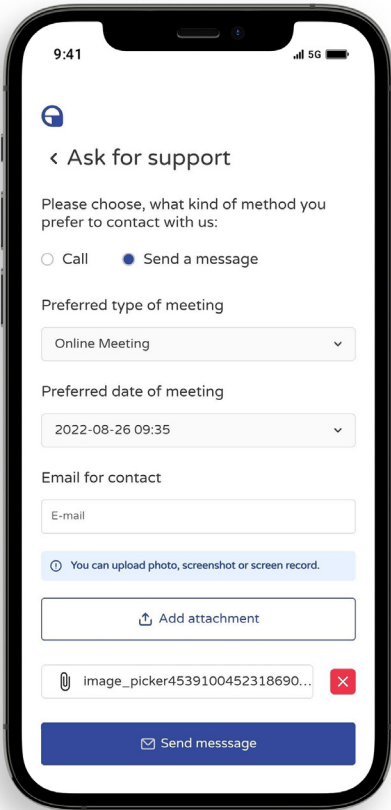 9:41
5G
Ask for support
Please choose, what kind of method you
prefer to contact with us:
Call
Send a message
Preferred type of meeting
Online Meeting
Preferred date of meeting
2022-08-26 09:35
Email for contact
E-mail
You can upload photo, screenshot or screen record.
Add attachment
image_picker4539100452318690...
Send messsage